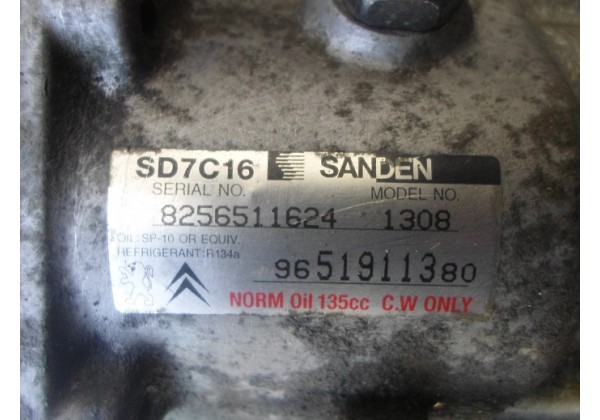 SD7C16 SANDEN
SERIAL NO. MODEL NO.
8256511624 1308
OIL: SP-10 OR EQUIV.
REFRIGERANT: R134a
9651911380
NORM Oil 135cc C.W ONLY